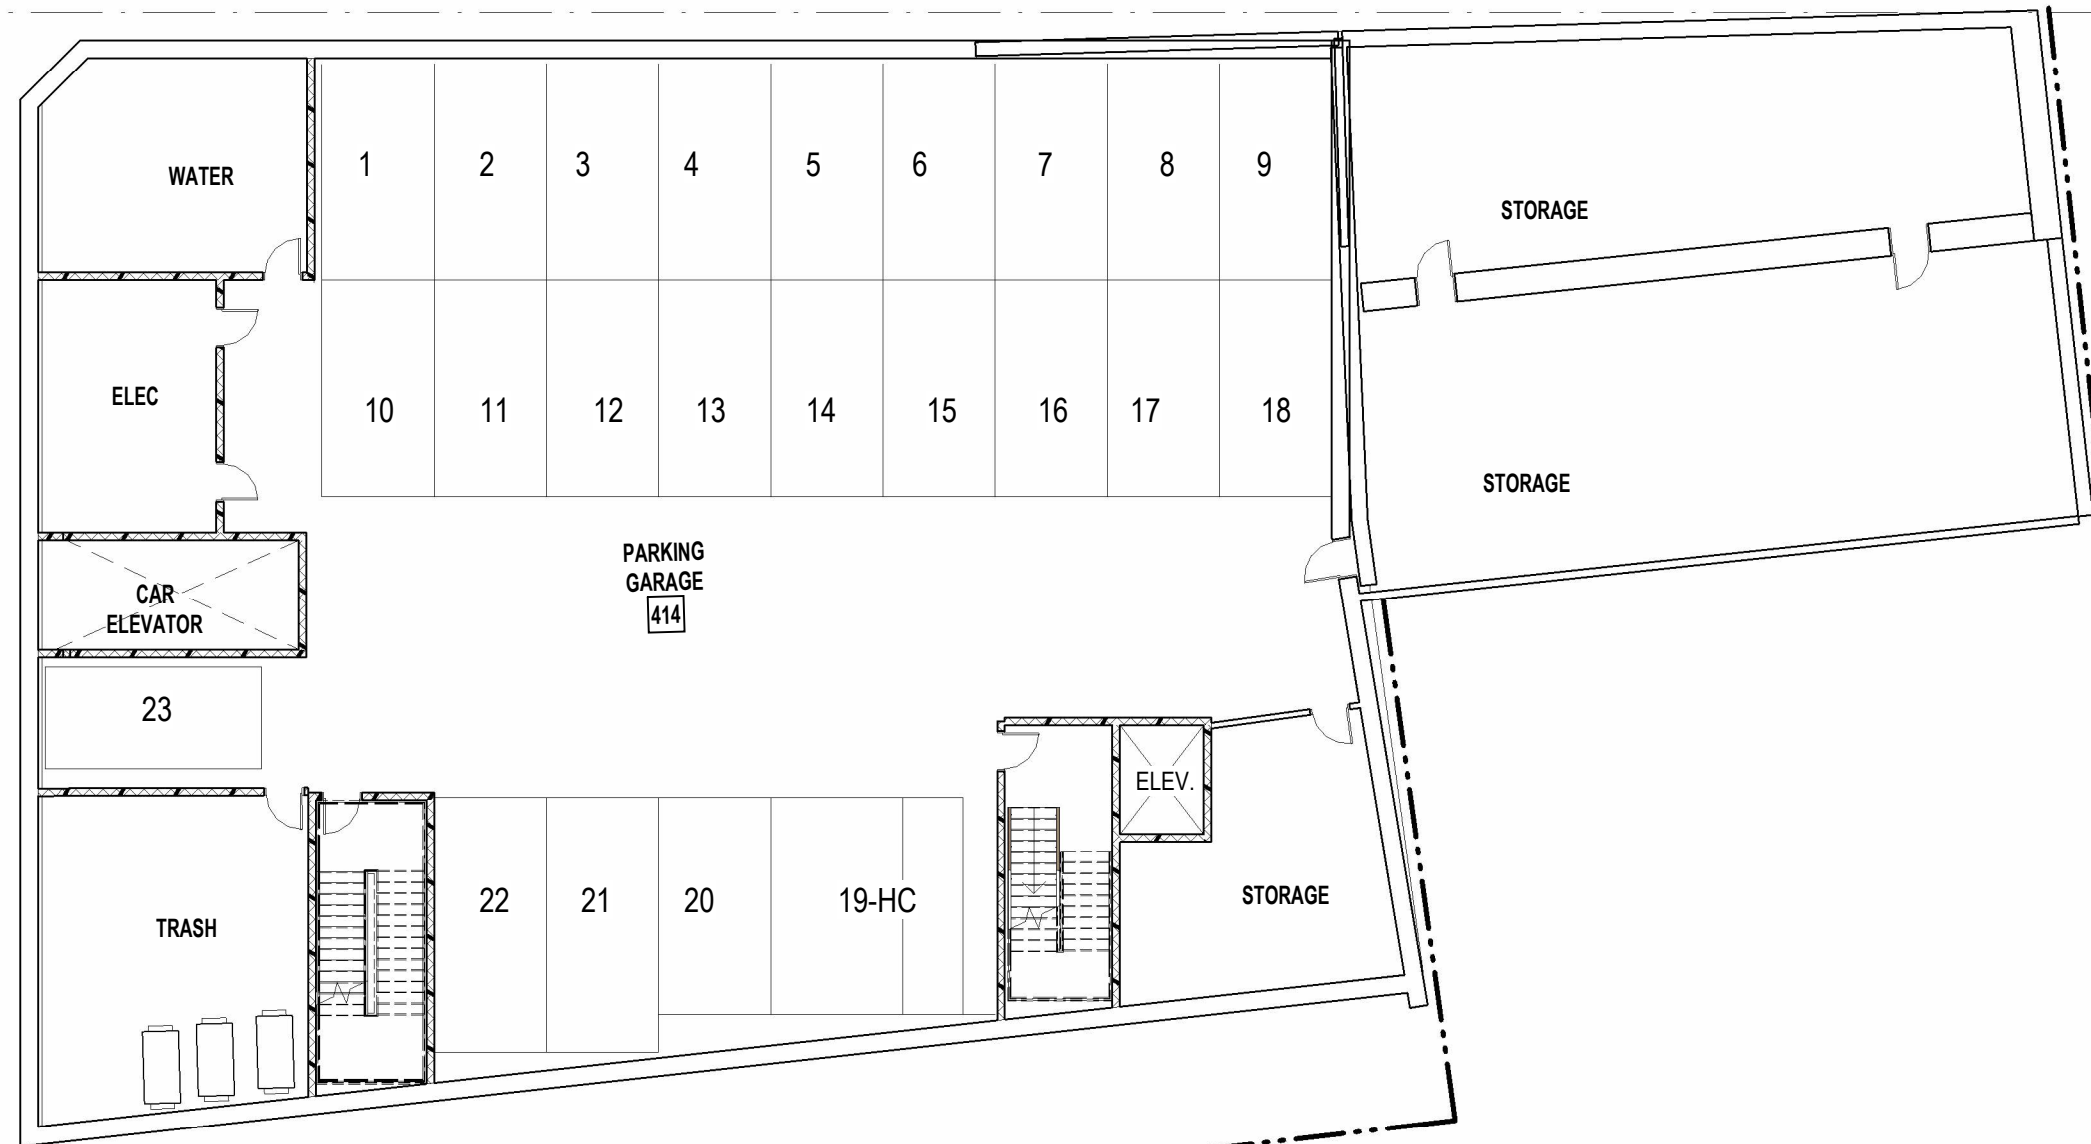 WATER
1
2
3
4
5
6
7
8
9
STORAGE
ELEC
10
11
12
13
14
15
16
17
18
STORAGE
PARKING
GARAGE
414
CAR
ELEVATOR
23
ELEV.
22
21
20
19-HC
STORAGE
TRASH